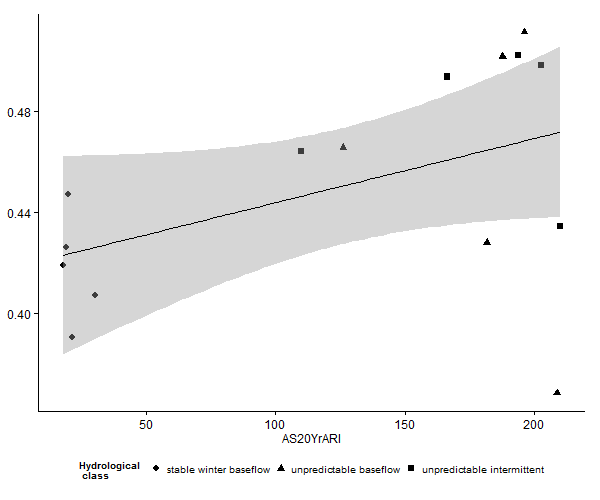 0.48
0.44
0.40
50 100 150 200
AS20YrARI
Hydrological
class
stable winter baseflow unpredictable baseflow unpredictable intermittent